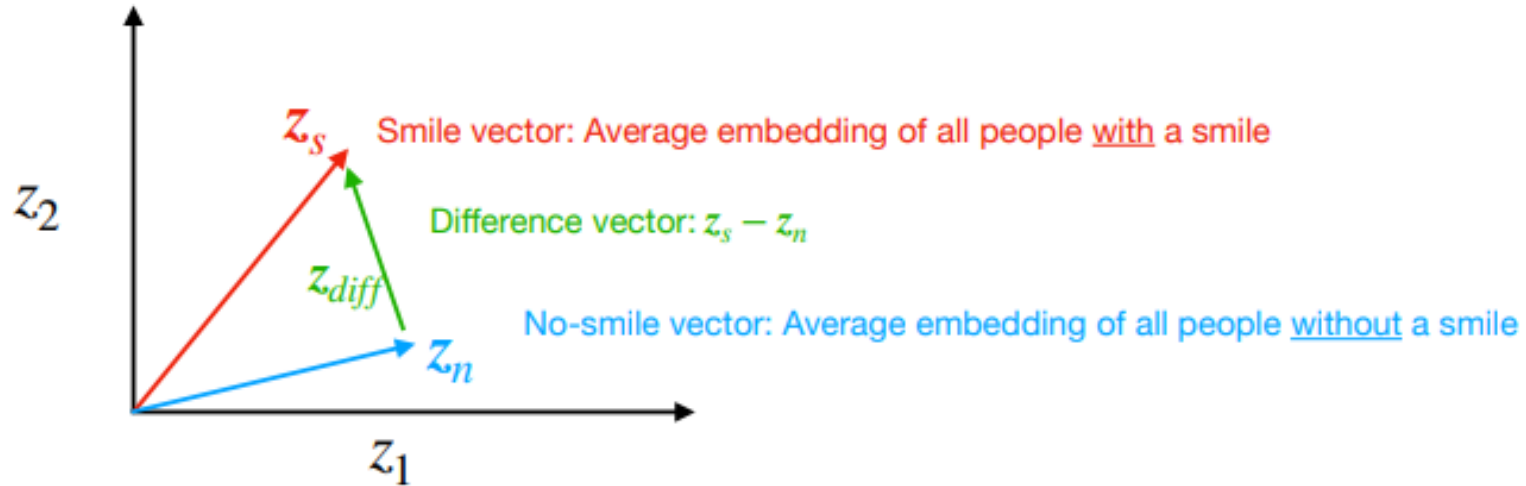 z_s Smile vector: Average embedding of all people with a smile
z_2
Difference vector: z_s − z_n
z_diff
No-smile vector: Average embedding of all people without a smile
z_n
z_1